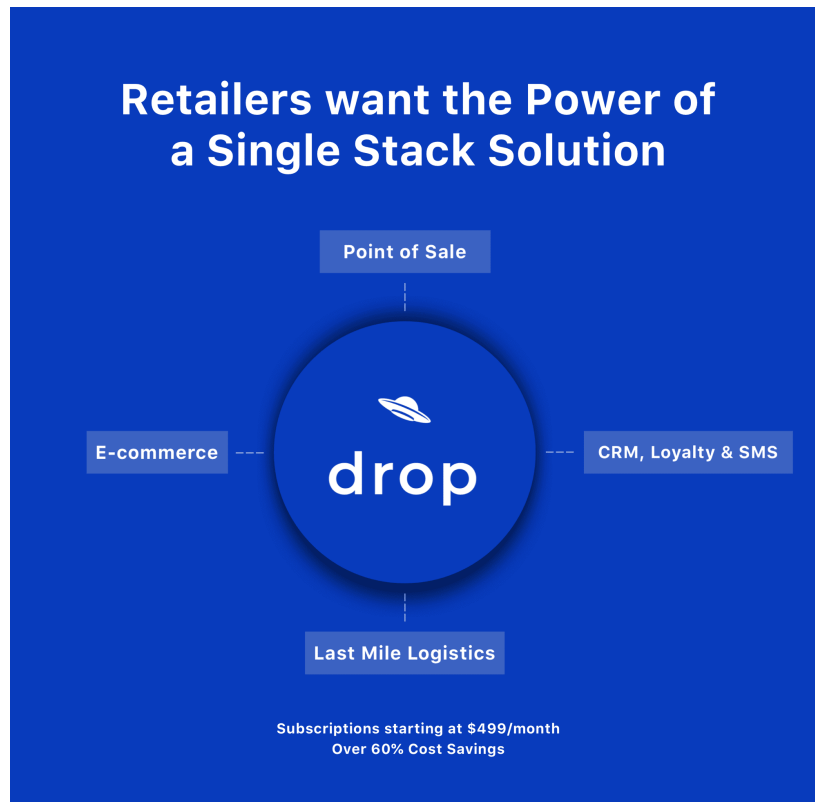 Retailers want the Power of
a Single Stack Solution
Point of Sale
drop
E-commerce
CRM, Loyalty & SMS
Last Mile Logistics
Subscriptions starting at $499/month
Over 60% Cost Savings